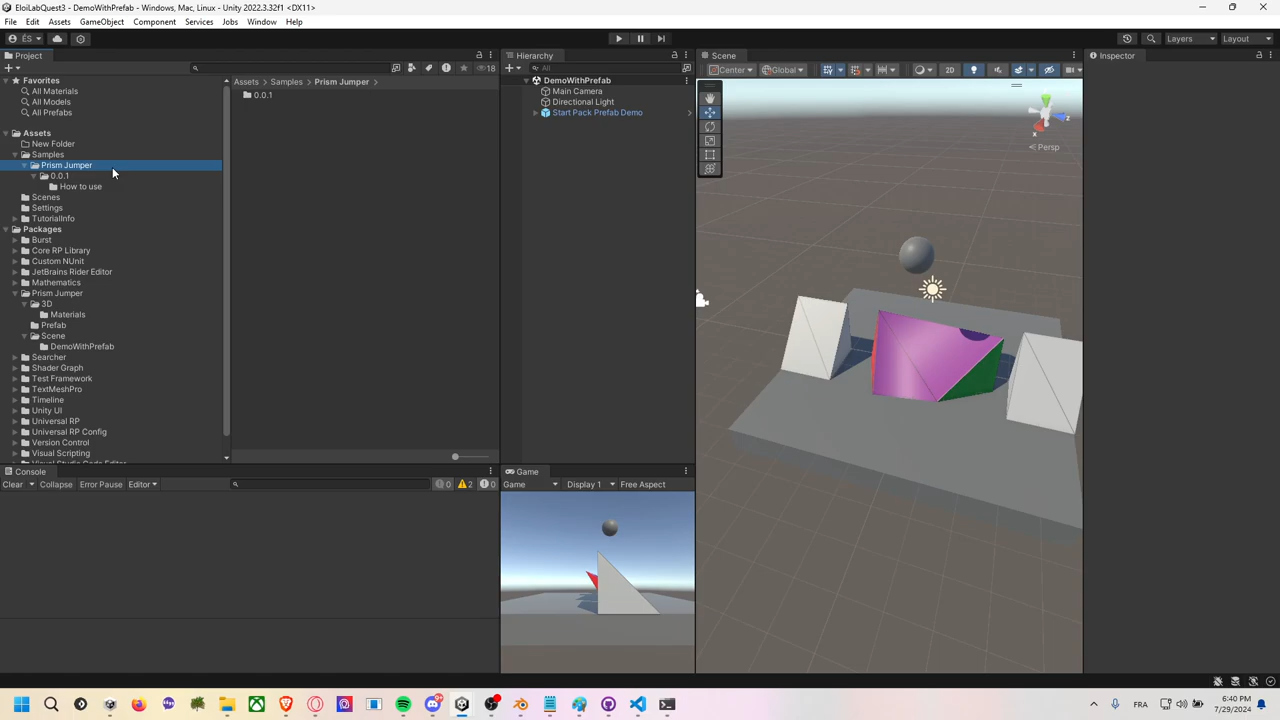 EloiLabQuest3 - DemoWithPrefab - Windows, Mac, Linux - Unity 2022.3.32f1 <DX11>
File Edit Assets GameObject Component Services Jobs Window Help
ÉS Layers Layout
Project
18
Favorites
All Materials
All Models
All Prefabs
Assets
New Folder
Samples
Prism Jumper
0.0.1
How to use
Scenes
Settings
TutorialInfo
Packages
Burst
Core RP Library
Custom NUnit
JetBrains Rider Editor
Mathematics
Prism Jumper
3D
Materials
Prefab
Scene
DemoWithPrefab
Searcher
Shader Graph
Test Framework
TextMeshPro
Timeline
Unity UI
Universal RP
Universal RP Config
Version Control
Visual Scripting
Visual Studio Code Editor
Assets > Samples > Prism Jumper >
0.0.1
Hierarchy
All
DemoWithPrefab
Main Camera
Directional Light
Start Pack Prefab Demo
Scene
Center Global 2D
z
x
Persp
Inspector
Console
Clear Collapse Error Pause Editor 0 2 0
Game
Game Display 1 Free Aspect
FRA 6:40 PM
7/29/2024